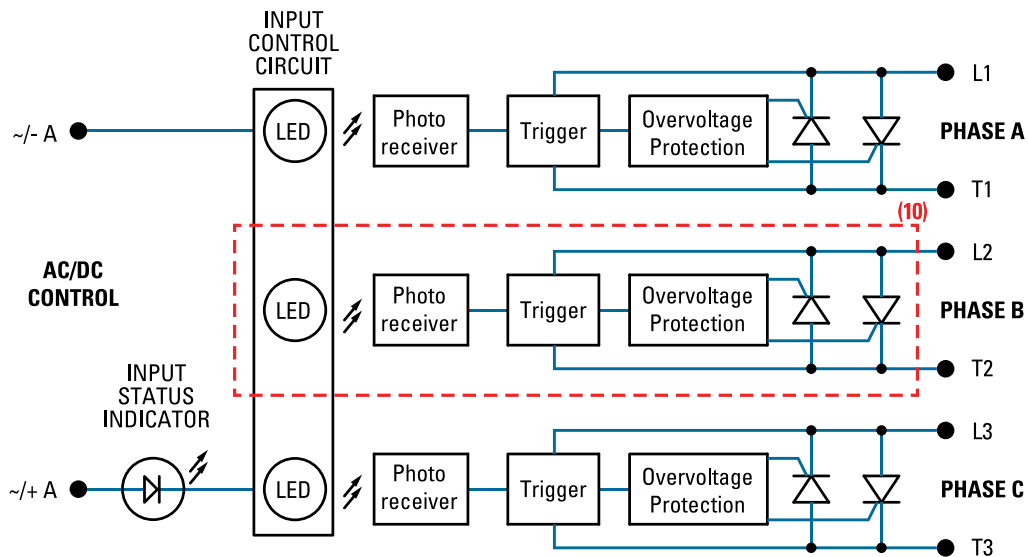 INPUT
CONTROL
CIRCUIT
~/- A
LED
Photo
receiver
Trigger
Overvoltage
Protection
L1
PHASE A
T1
(10)
AC/DC
CONTROL
LED
Photo
receiver
Trigger
Overvoltage
Protection
L2
PHASE B
T2
INPUT
STATUS
INDICATOR
~/+ A
LED
Photo
receiver
Trigger
Overvoltage
Protection
L3
PHASE C
T3